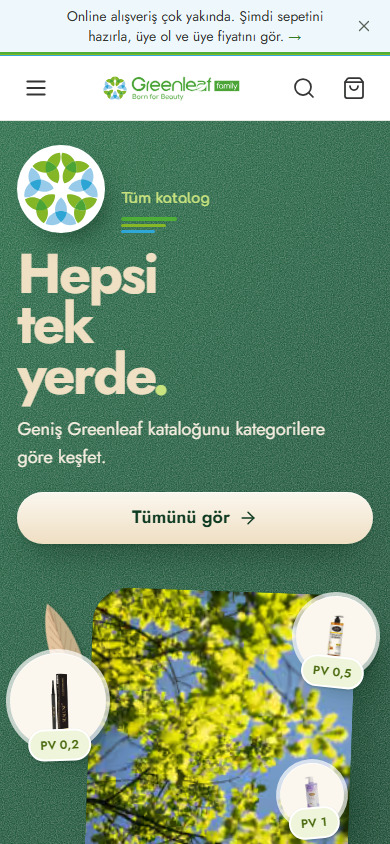 Online alışveriş çok yakında. Şimdi sepetini
hazırla, üye ol ve üye fiyatını gör. →
Greenleaf family
Born for Beauty
Tüm katalog
Hepsi
tek
yerde.
Geniş Greenleaf kataloğunu kategorilere
göre keşfet.
Tümünü gör →
PV 0,5
PV 0,2
PV 1